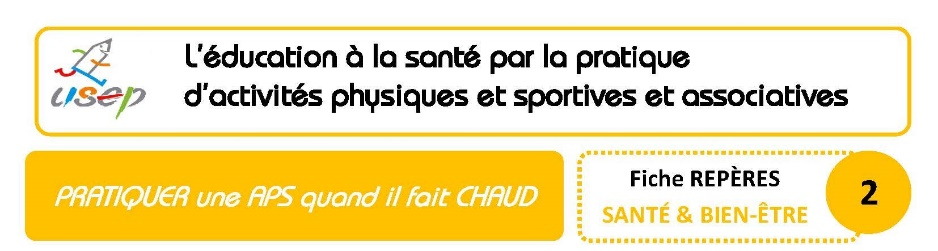 usep
L'éducation à la santé par la pratique
d'activités physiques et sportives et associatives
PRATIQUER une APS quand il fait CHAUD
Fiche REPÈRES
SANTÉ & BIEN-ÊTRE
2